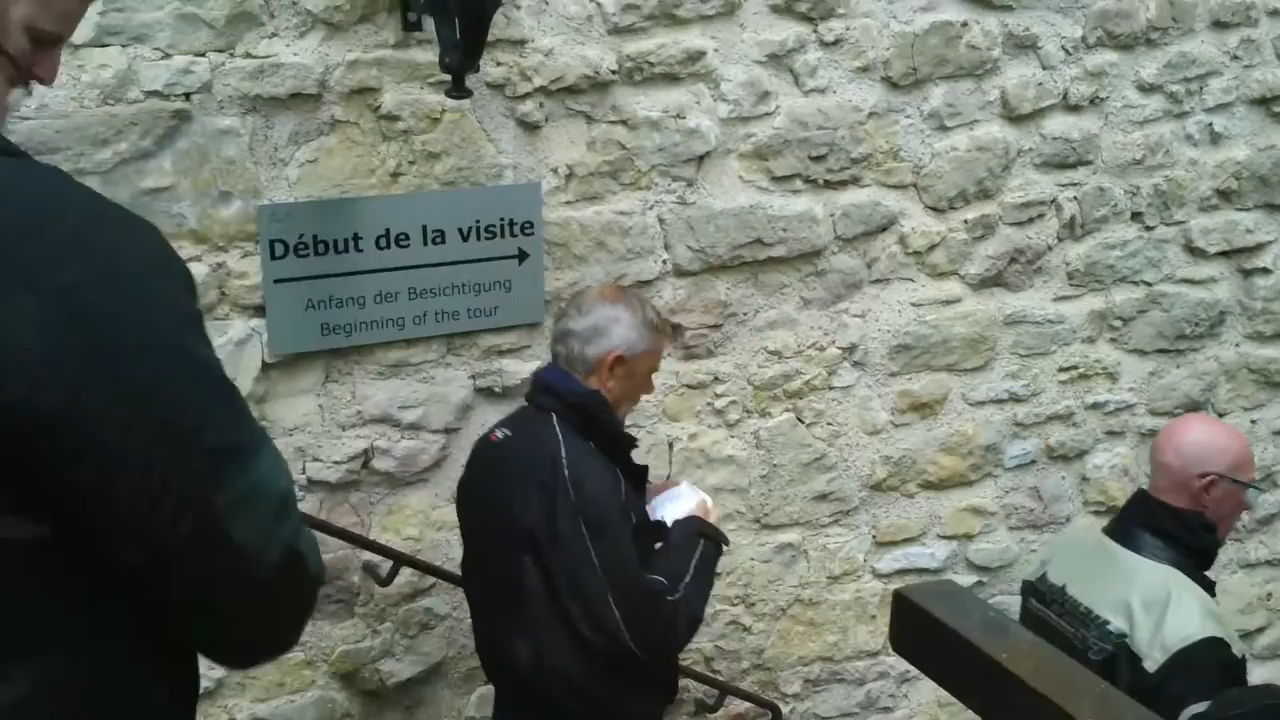 Début de la visite
Anfang der Besichtigung
Beginning of the tour